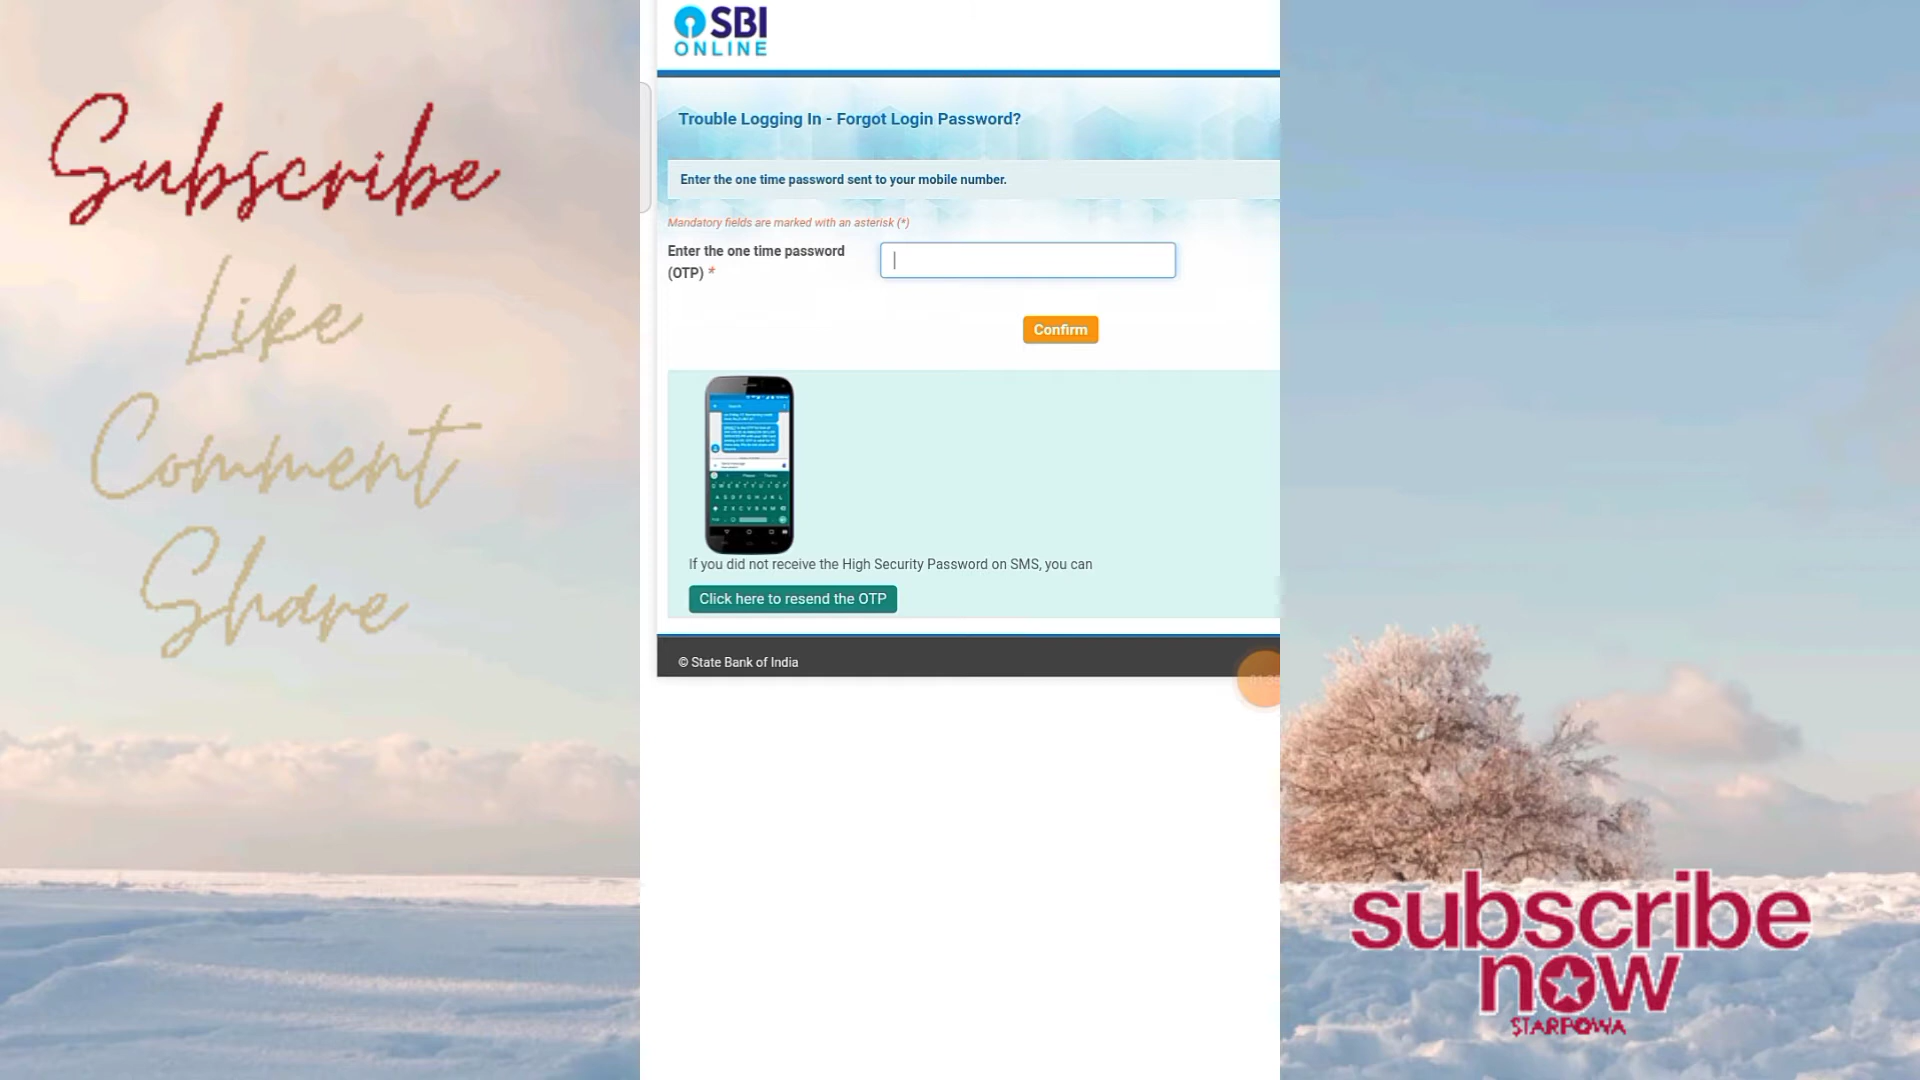 Subscribe
Like
Comment
Share
SBI
ONLINE
Trouble Logging In - Forgot Login Password?
Enter the one time password sent to your mobile number.
Mandatory fields are marked with an asterisk (*)
Enter the one time password
(OTP) *
Confirm
If you did not receive the High Security Password on SMS, you can
Click here to resend the OTP
© State Bank of India
subscribe
now
STARPOWA